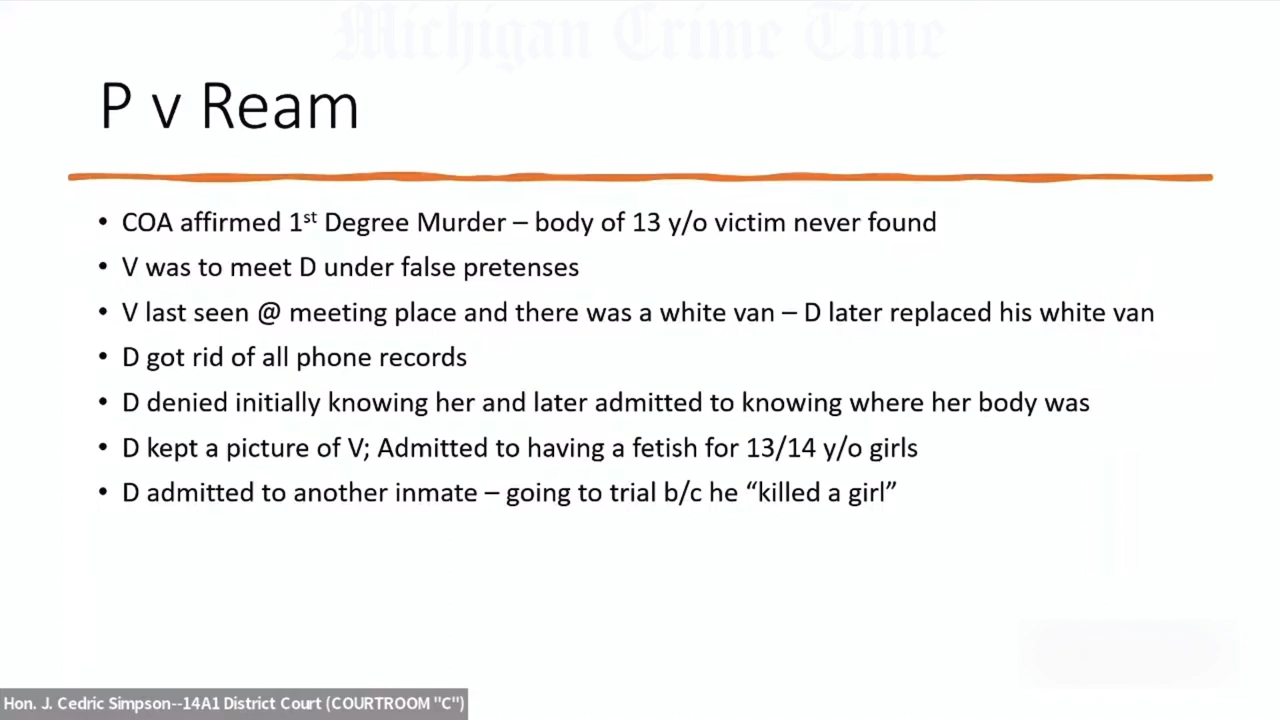 Michigan Crime Time
P v Ream
• COA affirmed 1st Degree Murder – body of 13 y/o victim never found
• V was to meet D under false pretenses
• V last seen @ meeting place and there was a white van – D later replaced his white van
• D got rid of all phone records
• D denied initially knowing her and later admitted to knowing where her body was
• D kept a picture of V; Admitted to having a fetish for 13/14 y/o girls
• D admitted to another inmate – going to trial b/c he “killed a girl”
Hon. J. Cedric Simpson--14A1 District Court (COURTROOM "C")